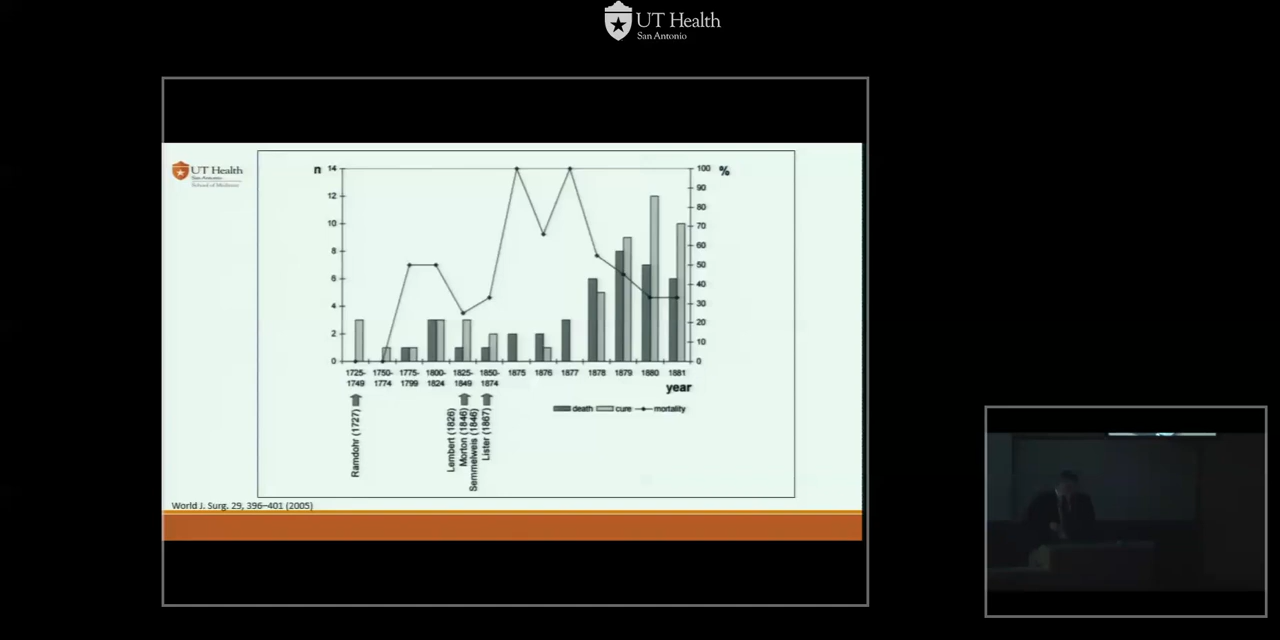 UT Health
San Antonio
UT Health
San Antonio
School of Medicine
n
14
12
10
8
6
4
2
0
100
90
80
70
60
50
40
30
20
10
0
%
1725-
1749
1750-
1774
1775-
1799
1800-
1824
1825-
1849
1850-
1874
1875
1876
1877
1878
1879
1880
1881
year
death cure mortality
Ramdohr (1727)
Lembert (1826)
Morton (1846)
Semmelweis (1846)
Lister (1867)
World J. Surg. 29, 396–401 (2005)